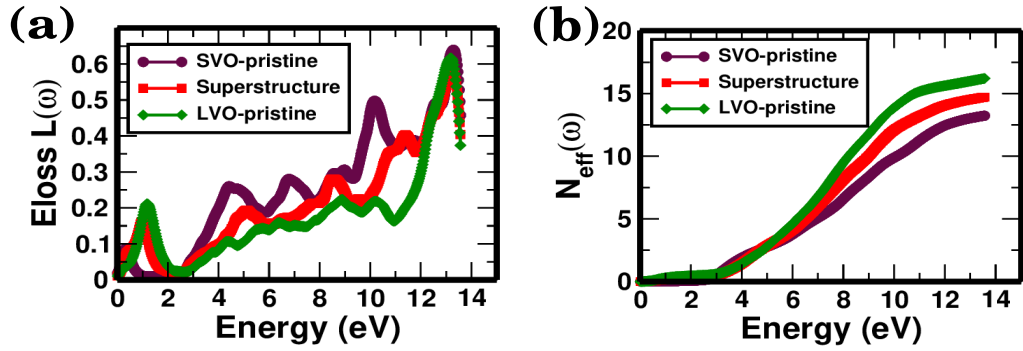 (a)
SVO-pristine
Superstructure
LVO-pristine
Eloss L(ω)
0.6
0.5
0.4
0.3
0.2
0.1
0
0 2 4 6 8 10 12 14
Energy (eV)
(b)
SVO-pristine
Superstructure
LVO-pristine
N_eff(ω)
20
15
10
5
0
0 2 4 6 8 10 12 14
Energy (eV)